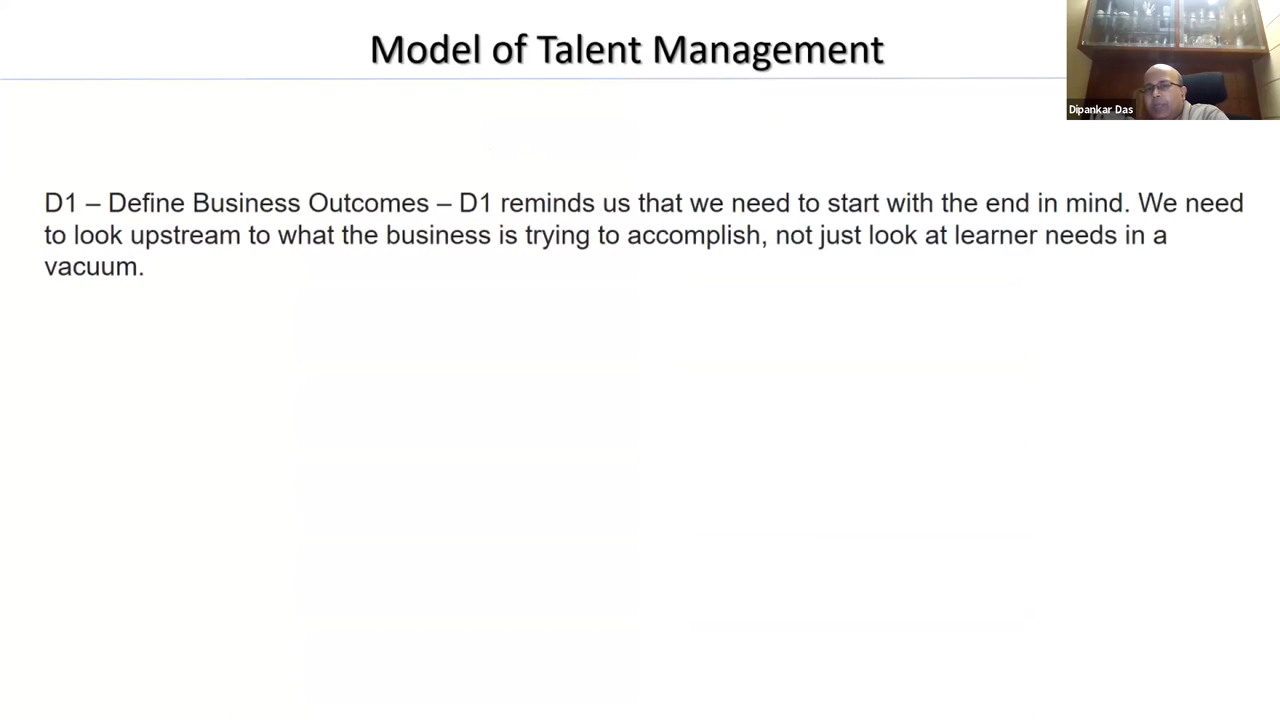 Model of Talent Management
Dipankar Das
D1 – Define Business Outcomes – D1 reminds us that we need to start with the end in mind. We need
to look upstream to what the business is trying to accomplish, not just look at learner needs in a
vacuum.